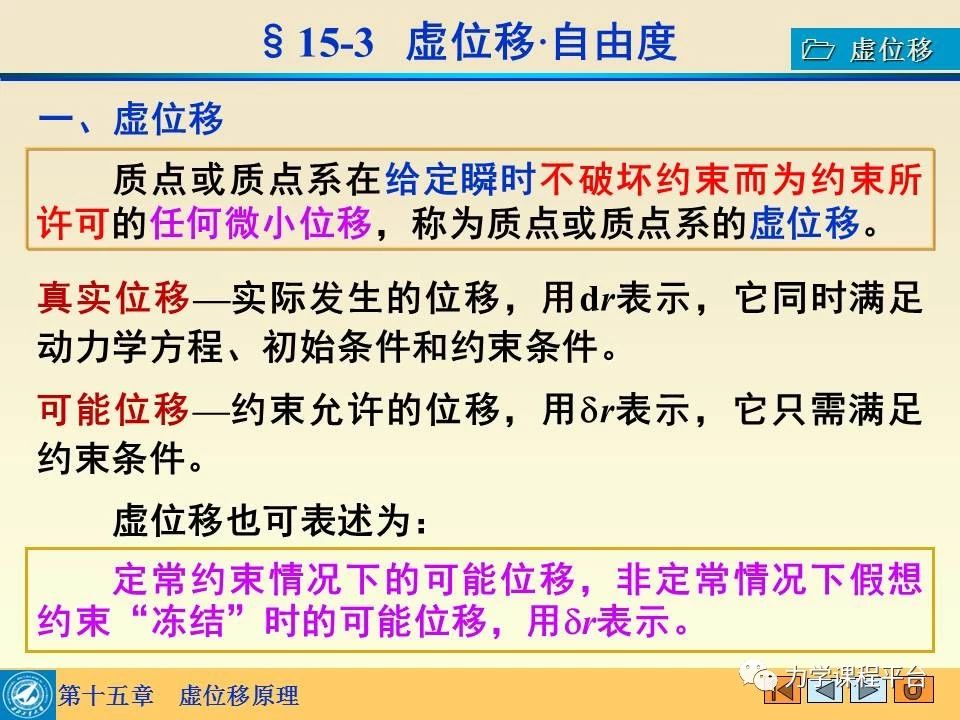 §15-3 虚位移·自由度
虚位移
一、虚位移
质点或质点系在给定瞬时不破坏约束而为约束所
许可的任何微小位移，称为质点或质点系的虚位移。
真实位移—实际发生的位移，用dr表示，它同时满足
动力学方程、初始条件和约束条件。
可能位移—约束允许的位移，用δr表示，它只需满足
约束条件。
虚位移也可表述为：
定常约束情况下的可能位移，非定常情况下假想
约束“冻结”时的可能位移，用δr表示。
第十五章 虚位移原理
力学课程平台